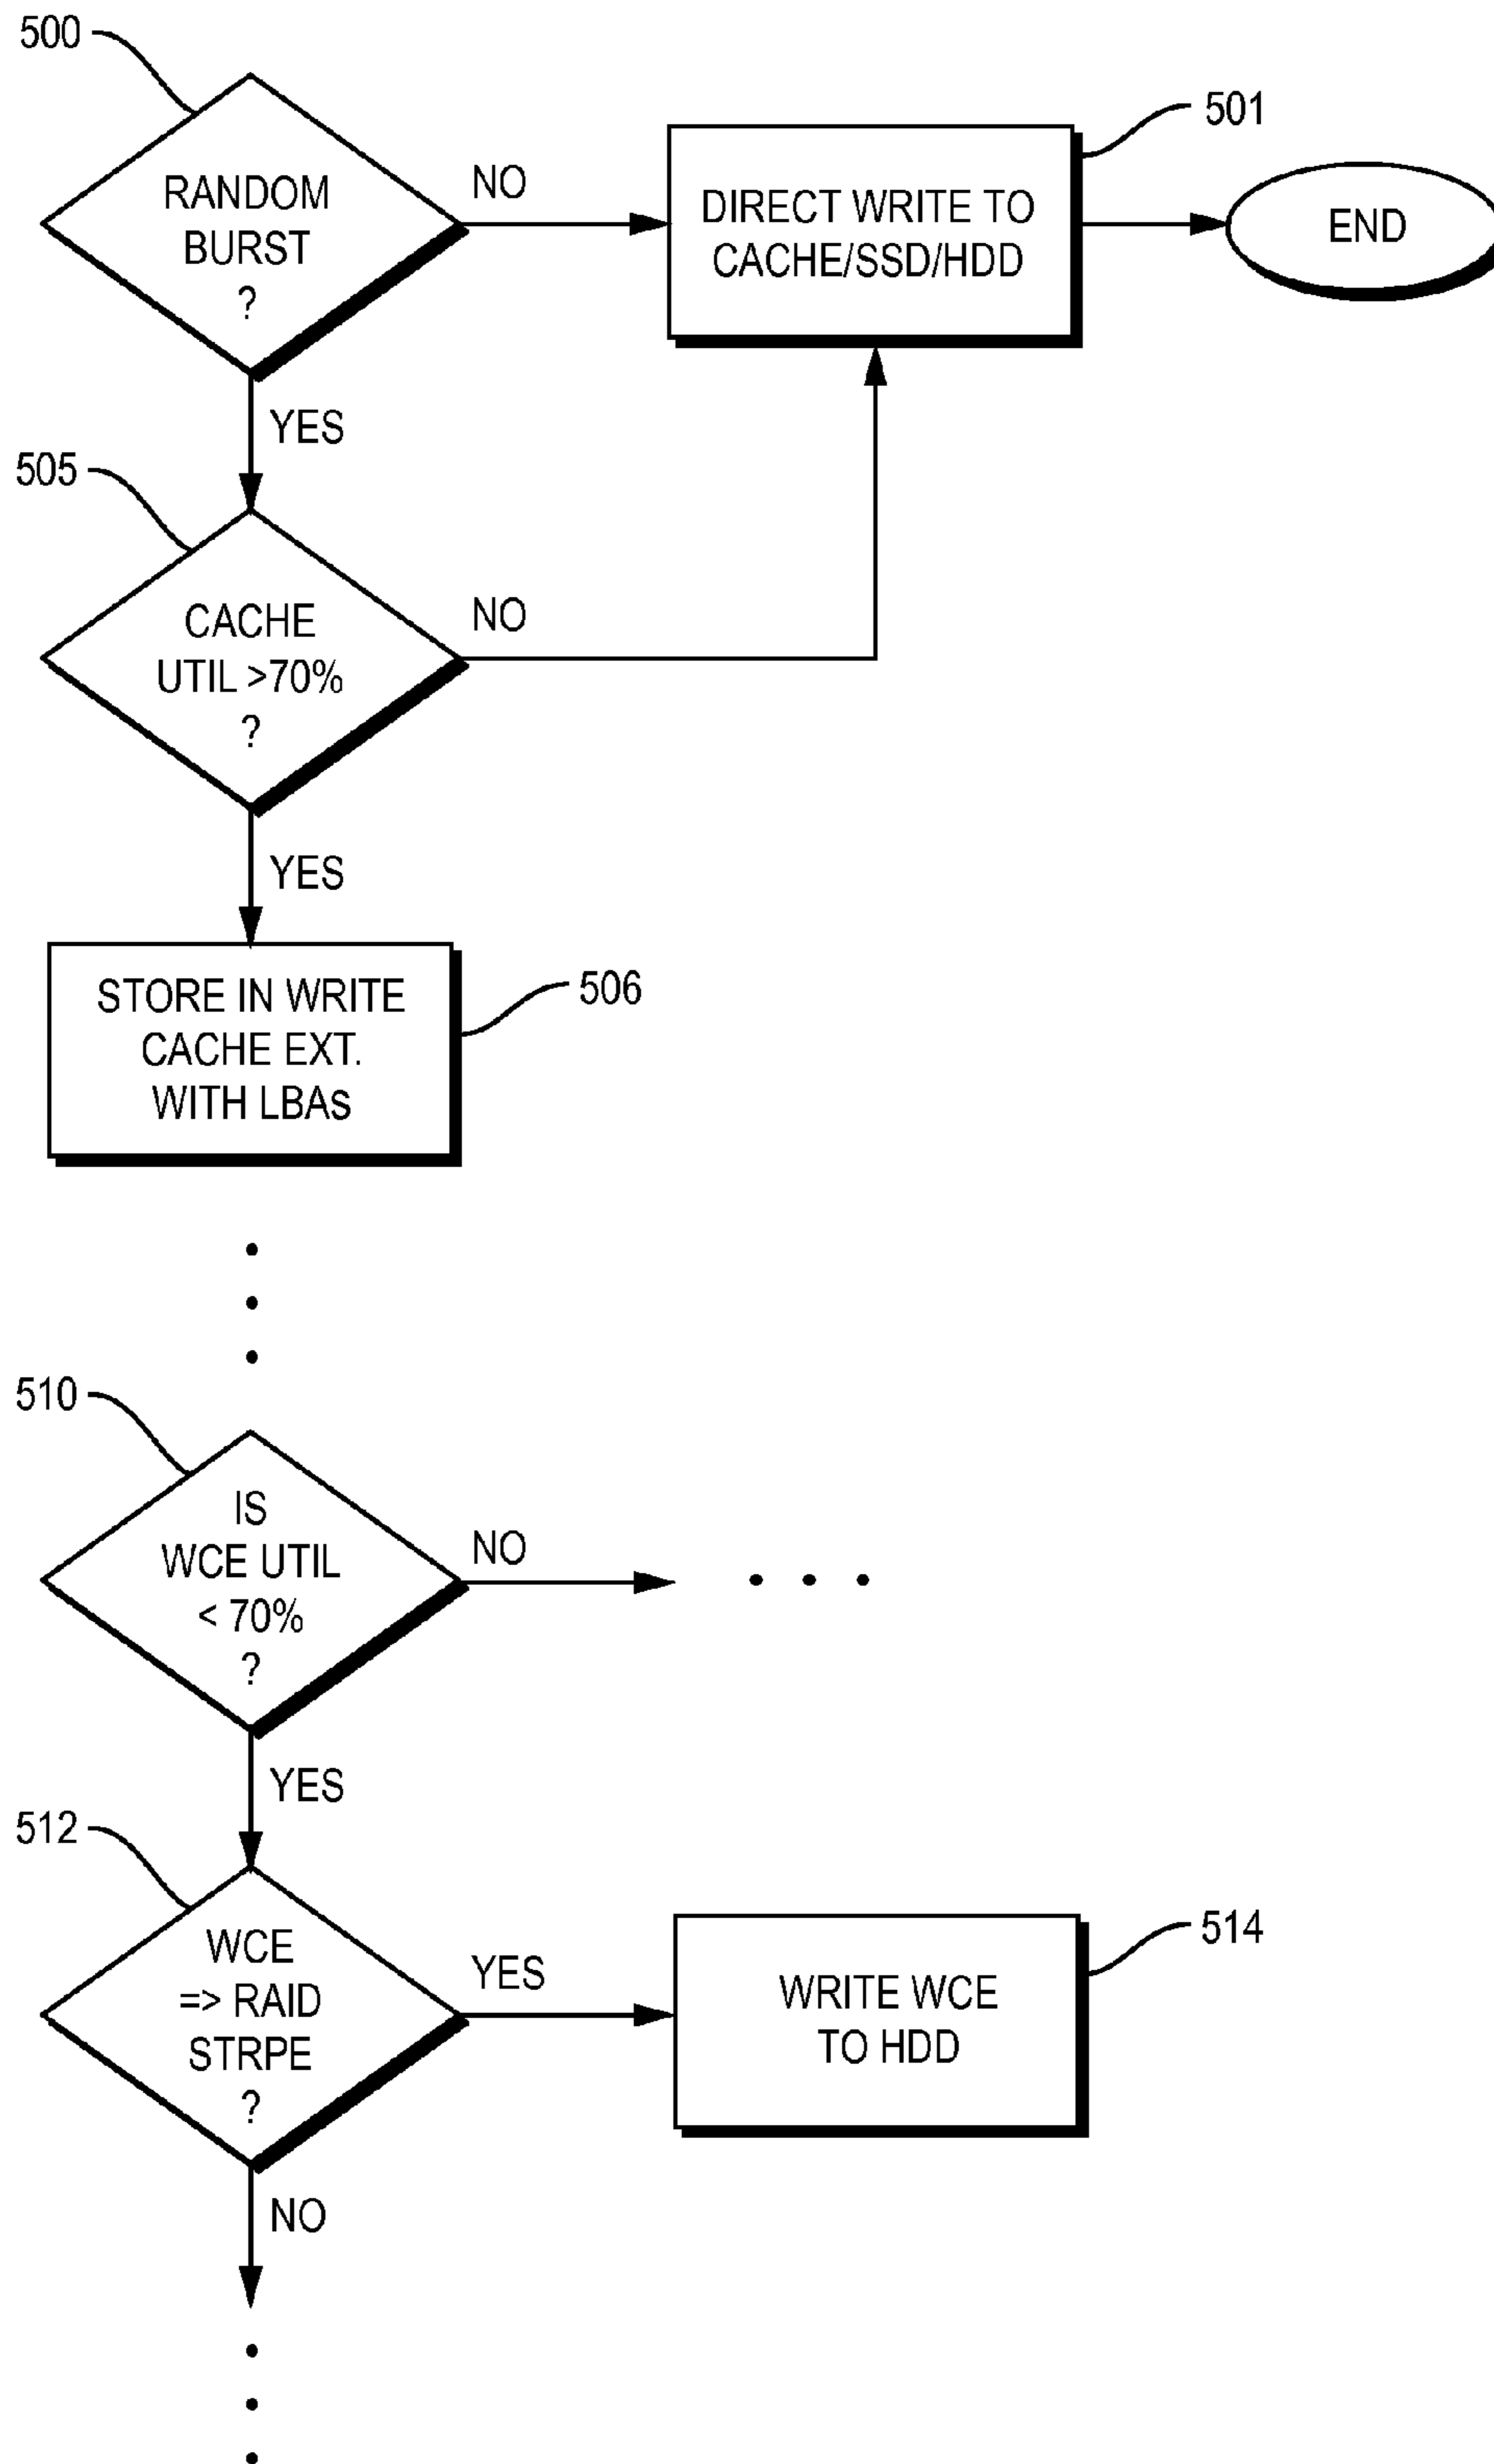 500
RANDOM
BURST
?
NO
DIRECT WRITE TO
CACHE/SSD/HDD
501
END
YES
505
CACHE
UTIL >70%
?
NO
YES
STORE IN WRITE
CACHE EXT.
WITH LBAs
506
510
IS
WCE UTIL
< 70%
?
NO
YES
512
WCE
=> RAID
STRPE
?
YES
WRITE WCE
TO HDD
514
NO